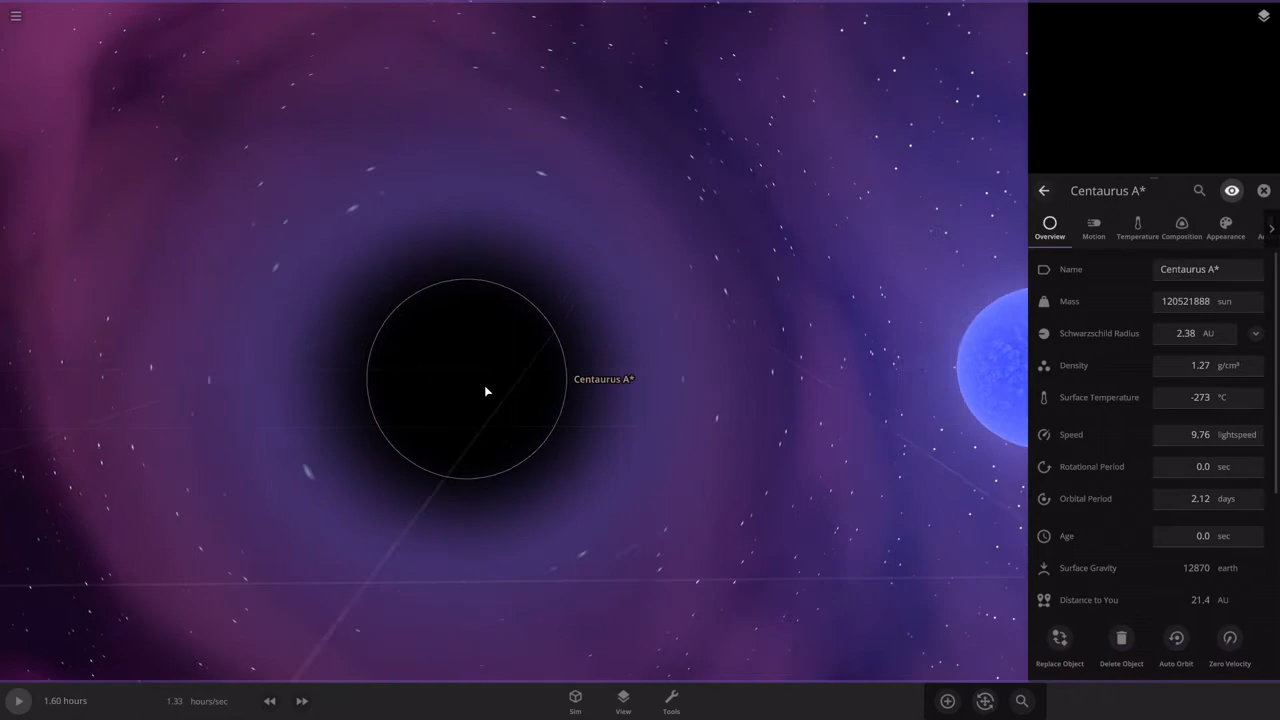 Centaurus A*
Centaurus A*
Overview Motion Temperature Composition Appearance
Name Centaurus A*
Mass 120521888 sun
Schwarzschild Radius 2.38 AU
Density 1.27 g/cm³
Surface Temperature -273 °C
Speed 9.76 lightspeed
Rotational Period 0.0 sec
Orbital Period 2.12 days
Age 0.0 sec
Surface Gravity 12870 earth
Distance to You 21.4 AU
Replace Object Delete Object Auto Orbit Zero Velocity
1.60 hours 1.33 hours/sec Sim View Tools